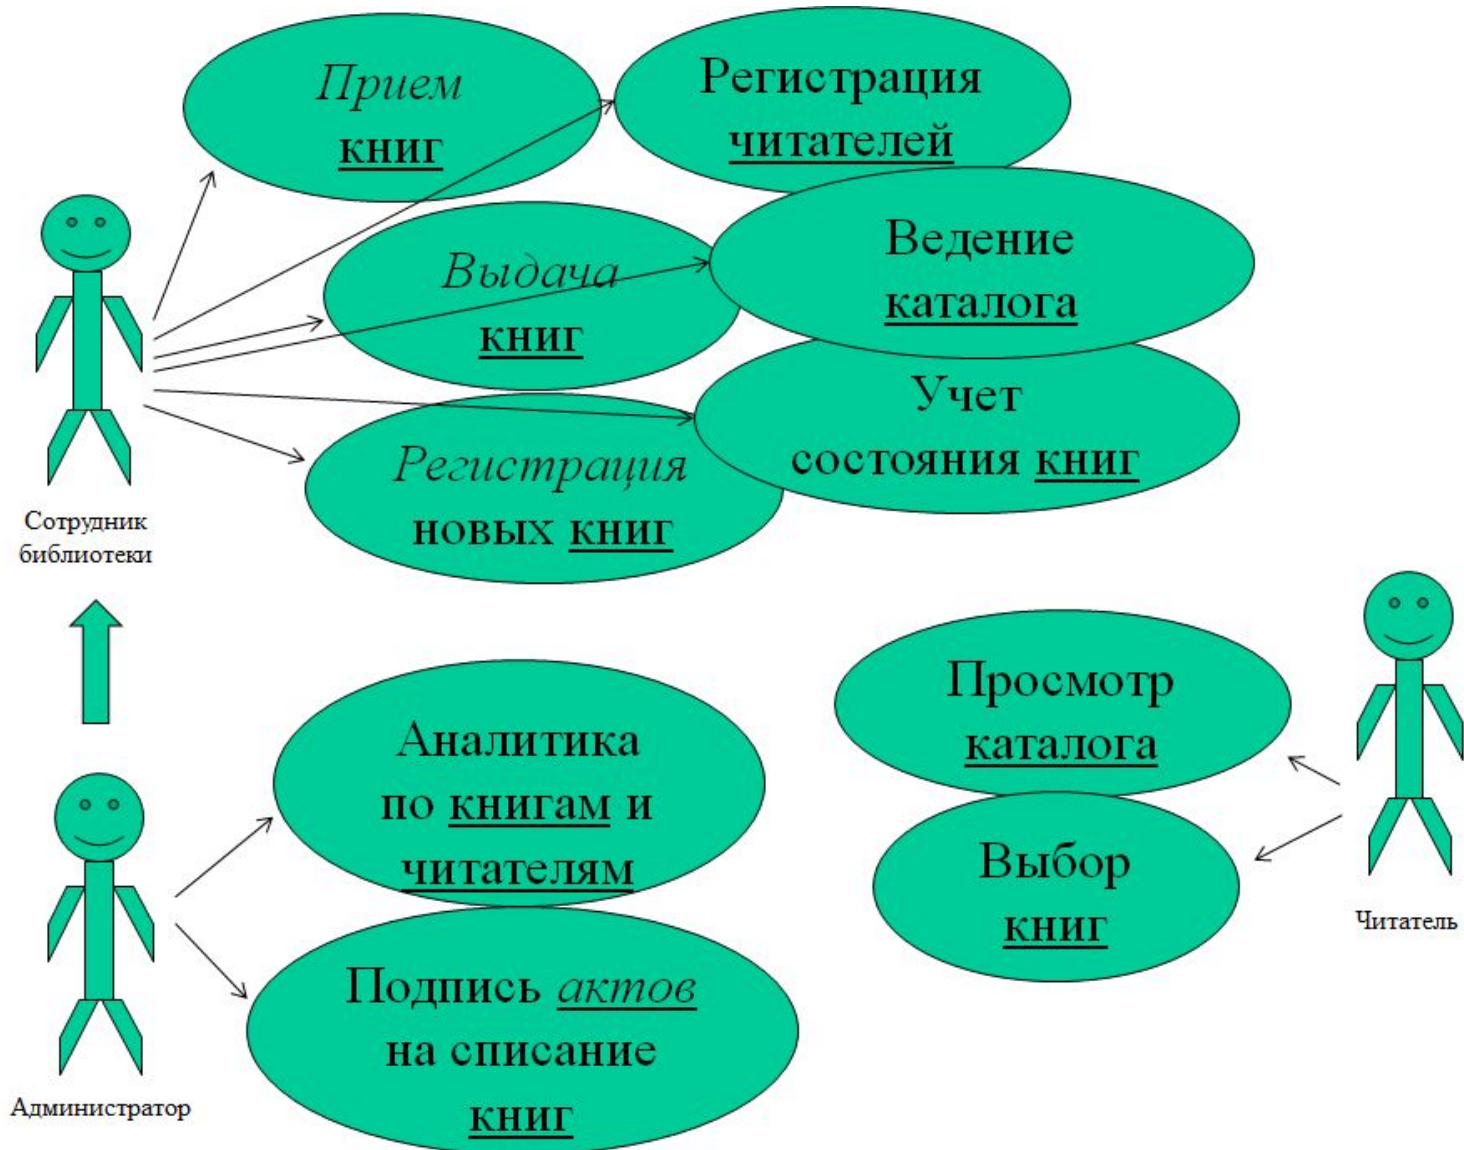 Прием
книг
Регистрация
читателей
Выдача
книг
Ведение
каталога
Регистрация
новых книг
Учет
состояния книг
Сотрудник
библиотеки
Аналитика
по книгам и
читателям
Подпись актов
на списание
книг
Администратор
Просмотр
каталога
Выбор
книг
Читатель